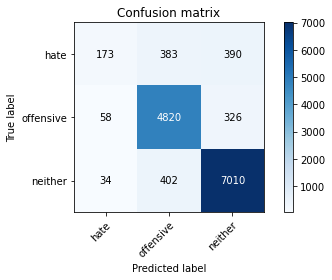 Confusion matrix
hate 173 383 390
offensive 58 4820 326
neither 34 402 7010
hate offensive neither
True label
Predicted label
7000
6000
5000
4000
3000
2000
1000